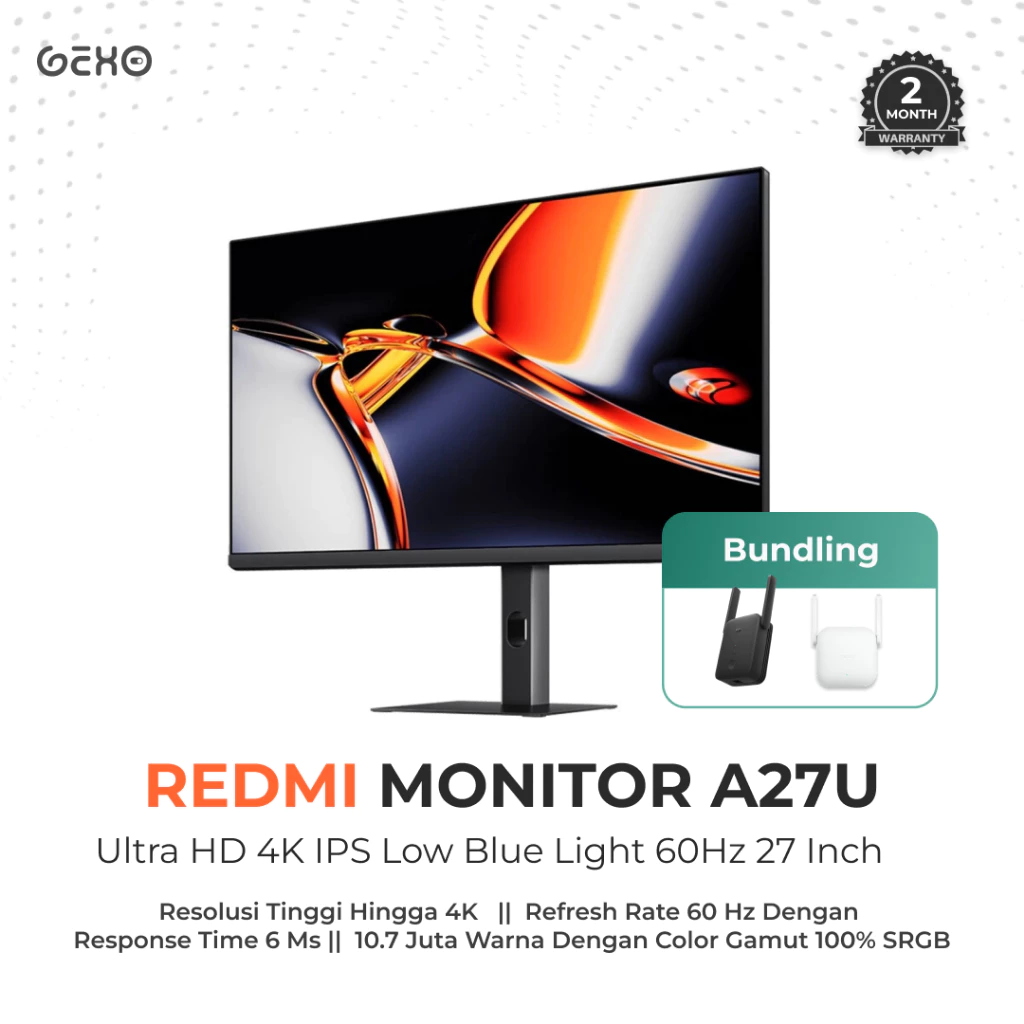 GEXO
2
MONTH
WARRANTY
Bundling
REDMI MONITOR A27U
Ultra HD 4K IPS Low Blue Light 60Hz 27 Inch
Resolusi Tinggi Hingga 4K || Refresh Rate 60 Hz Dengan
Response Time 6 Ms || 10.7 Juta Warna Dengan Color Gamut 100% SRGB